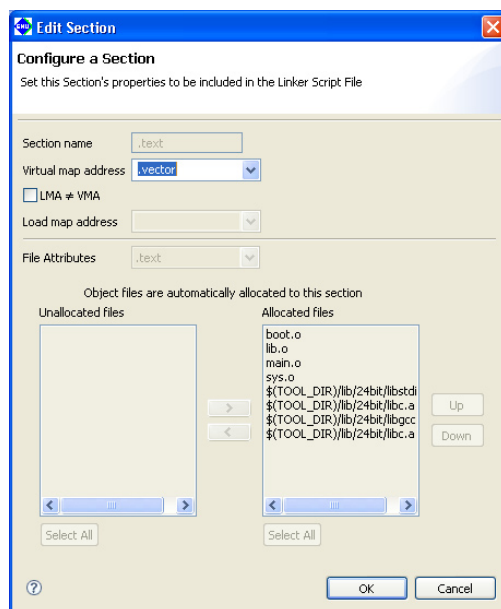 GNU Edit Section
Configure a Section
Set this Section's properties to be included in the Linker Script File
Section name .text
Virtual map address .vector
LMA ≠ VMA
Load map address
File Attributes .text
Object files are automatically allocated to this section
Unallocated files Allocated files
boot.o
lib.o
main.o
sys.o
$(TOOL_DIR)/lib/24bit/libstdi
$(TOOL_DIR)/lib/24bit/libc.a
$(TOOL_DIR)/lib/24bit/libgcc
$(TOOL_DIR)/lib/24bit/libc.a
> Up
< Down
Select All Select All
? OK Cancel